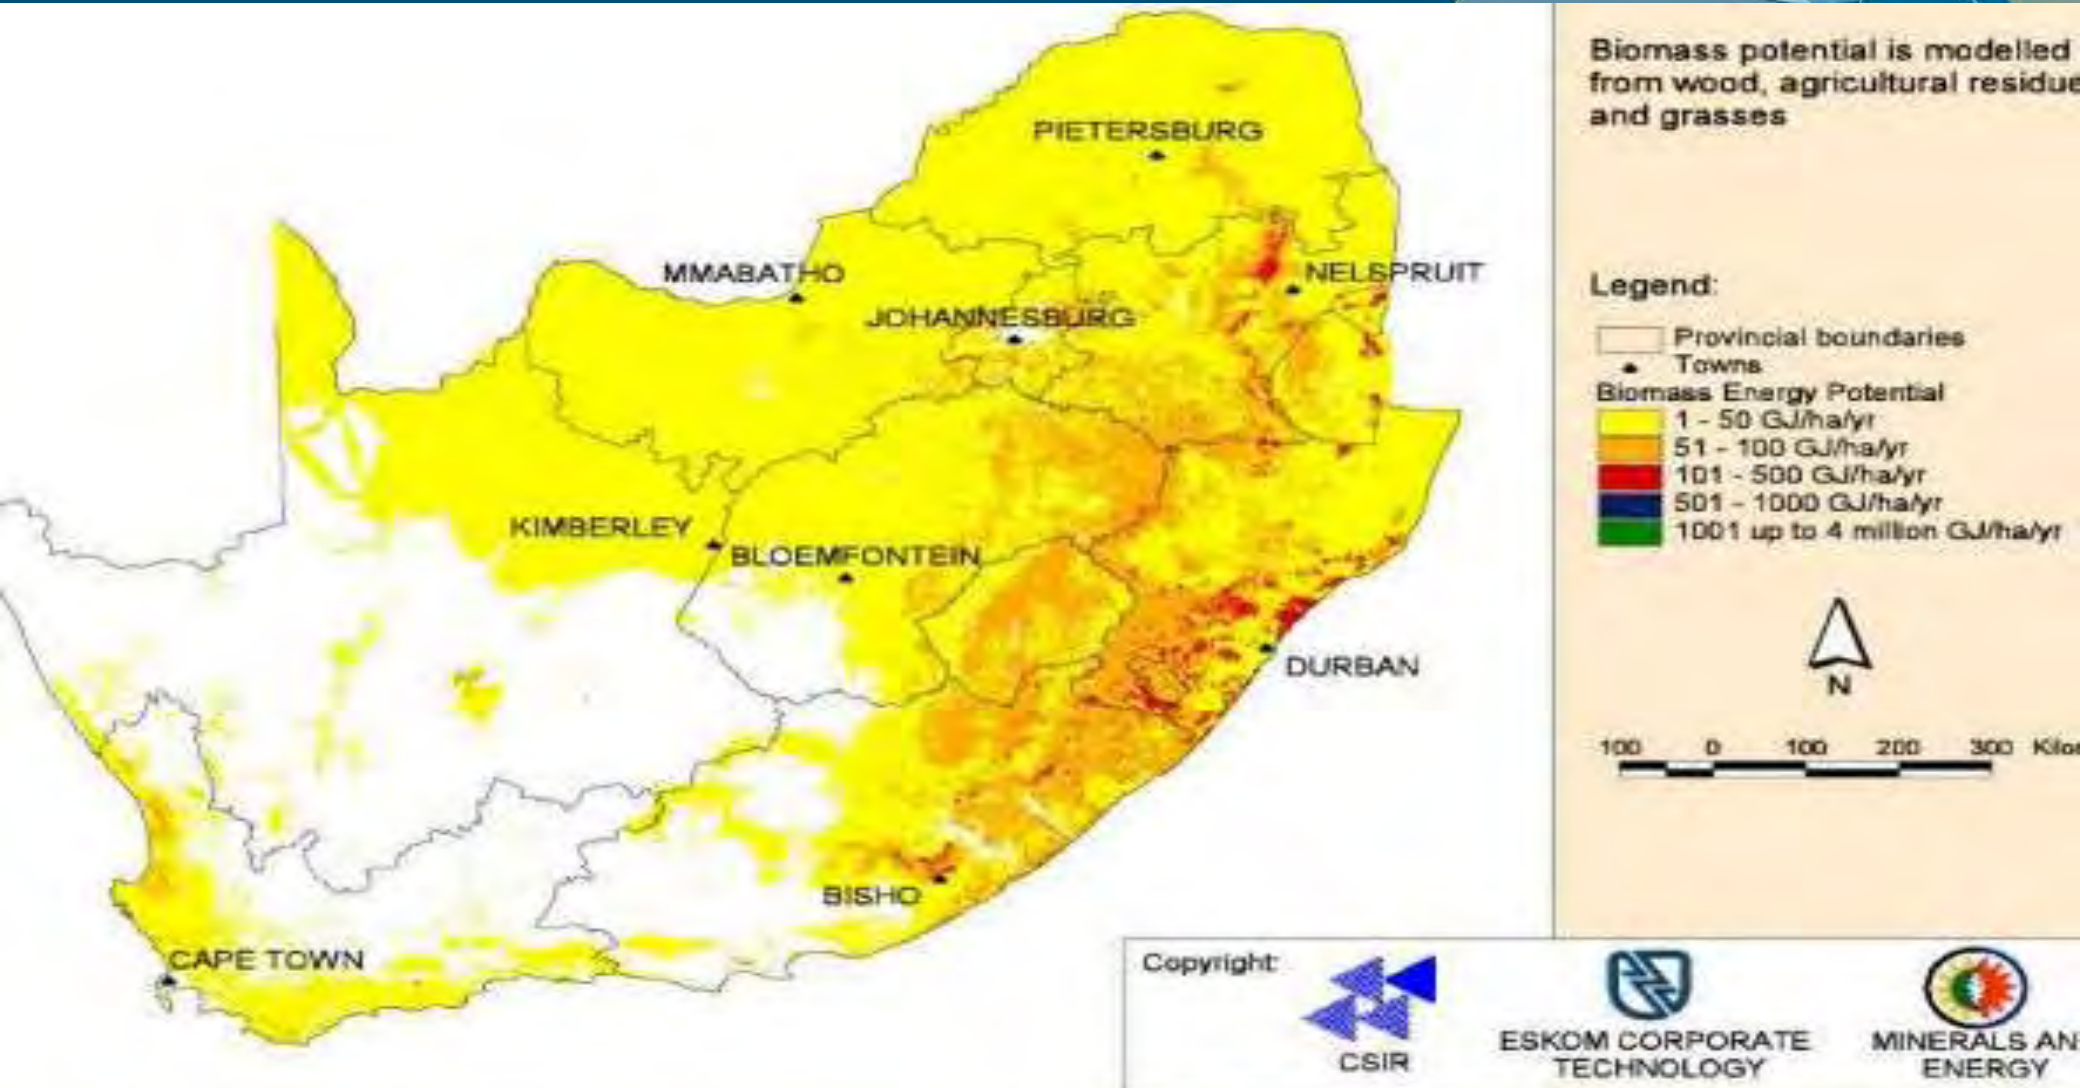 Biomass potential is modelled
from wood, agricultural residue
and grasses
PIETERSBURG
MMABATHO
NELSPRUIT
JOHANNESBURG
KIMBERLEY
BLOEMFONTEIN
DURBAN
BISHO
CAPE TOWN
Legend:
Provincial boundaries
Towns
Biomass Energy Potential
1 - 50 GJ/ha/yr
51 - 100 GJ/ha/yr
101 - 500 GJ/ha/yr
501 - 1000 GJ/ha/yr
1001 up to 4 million GJ/ha/yr
N
100 0 100 200 300 Kilo
Copyright:
CSIR
ESKOM CORPORATE
TECHNOLOGY
MINERALS AN
ENERGY